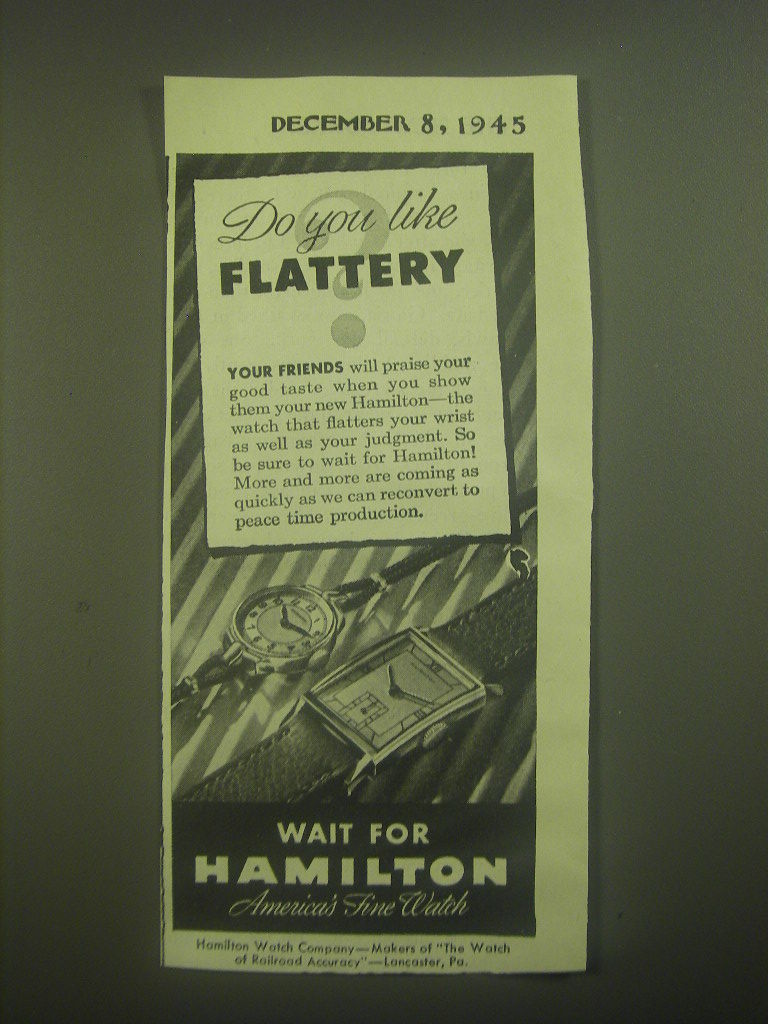 DECEMBER 8, 1945
Do you like
FLATTERY
?
YOUR FRIENDS will praise your
good taste when you show
them your new Hamilton—the
watch that flatters your wrist
as well as your judgment. So
be sure to wait for Hamilton!
More and more are coming as
quickly as we can reconvert to
peace time production.
WAIT FOR
HAMILTON
America's Fine Watch
Hamilton Watch Company—Makers of "The Watch
of Railroad Accuracy"—Lancaster, Pa.